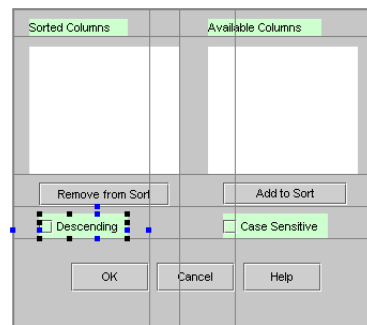 Sorted Columns Available Columns
Remove from Sort Add to Sort
Descending Case Sensitive
OK Cancel Help